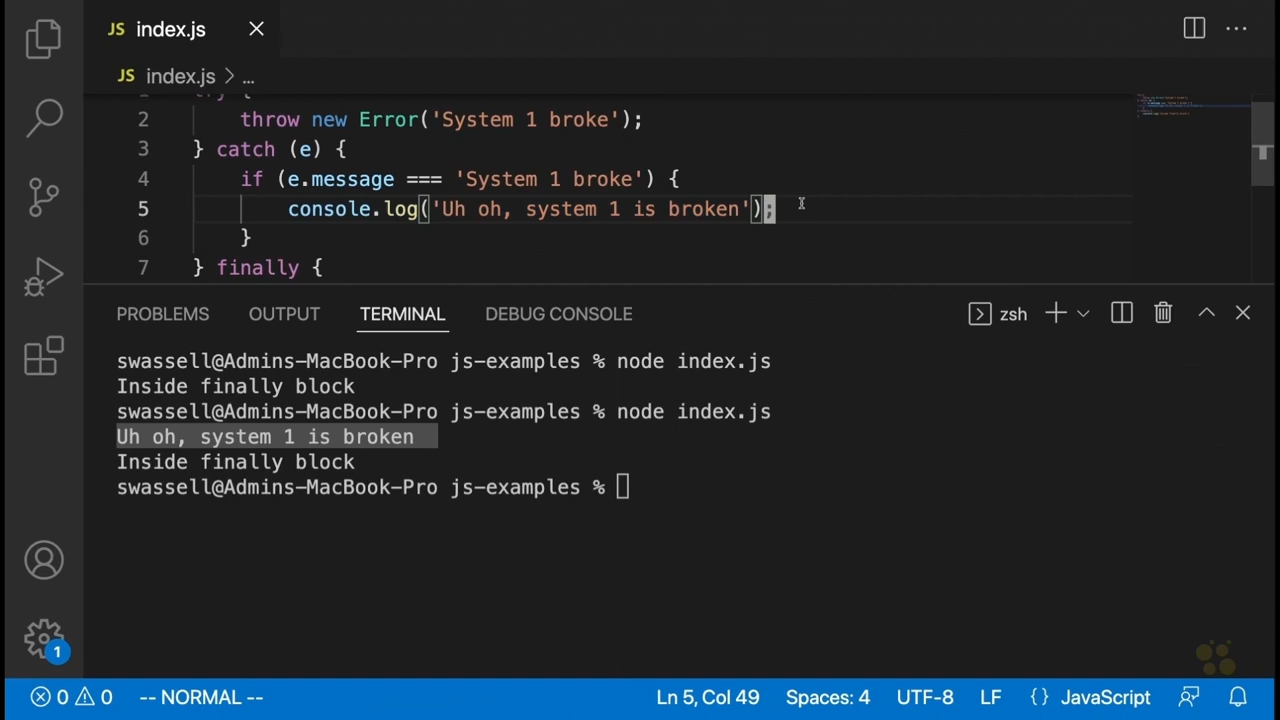 JS index.js
JS index.js > ...
1 try {
2 throw new Error('System 1 broke');
3 } catch (e) {
4 if (e.message === 'System 1 broke') {
5 console.log('Uh oh, system 1 is broken');
6 }
7 } finally {
PROBLEMS OUTPUT TERMINAL DEBUG CONSOLE zsh
swassell@Admins-MacBook-Pro js-examples % node index.js
Inside finally block
swassell@Admins-MacBook-Pro js-examples % node index.js
Uh oh, system 1 is broken
Inside finally block
swassell@Admins-MacBook-Pro js-examples %
1
0 0 -- NORMAL -- Ln 5, Col 49 Spaces: 4 UTF-8 LF {} JavaScript